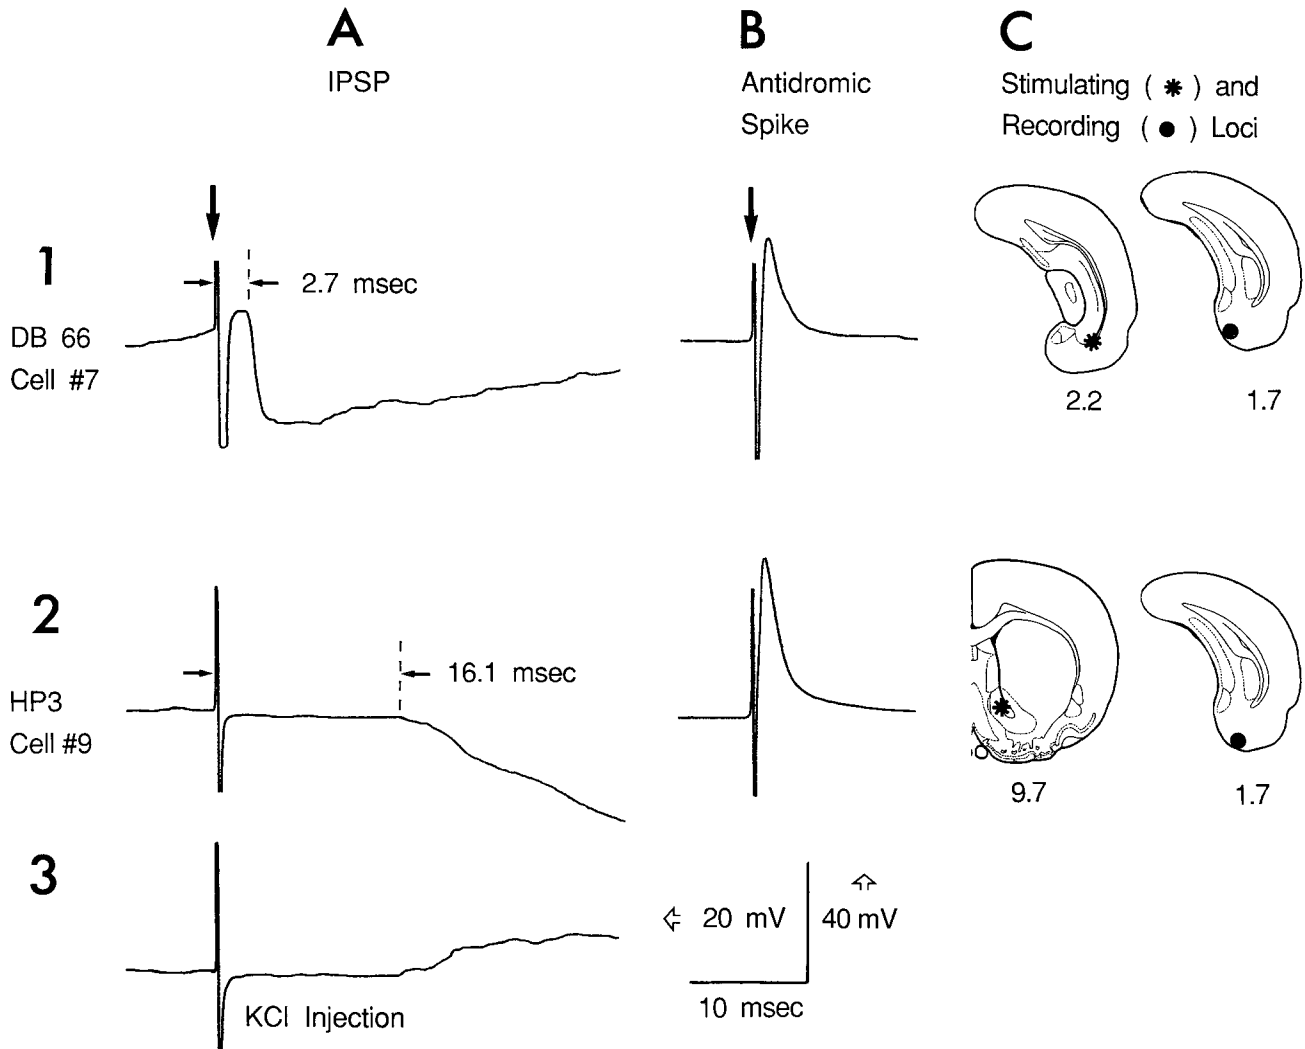 A
B
C
IPSP
Antidromic
Spike
Stimulating ( ✱ ) and
Recording ( ● ) Loci
1
2.7 msec
DB 66
Cell #7
2.2
1.7
2
16.1 msec
HP3
Cell #9
9.7
1.7
3
20 mV
40 mV
10 msec
KCl Injection